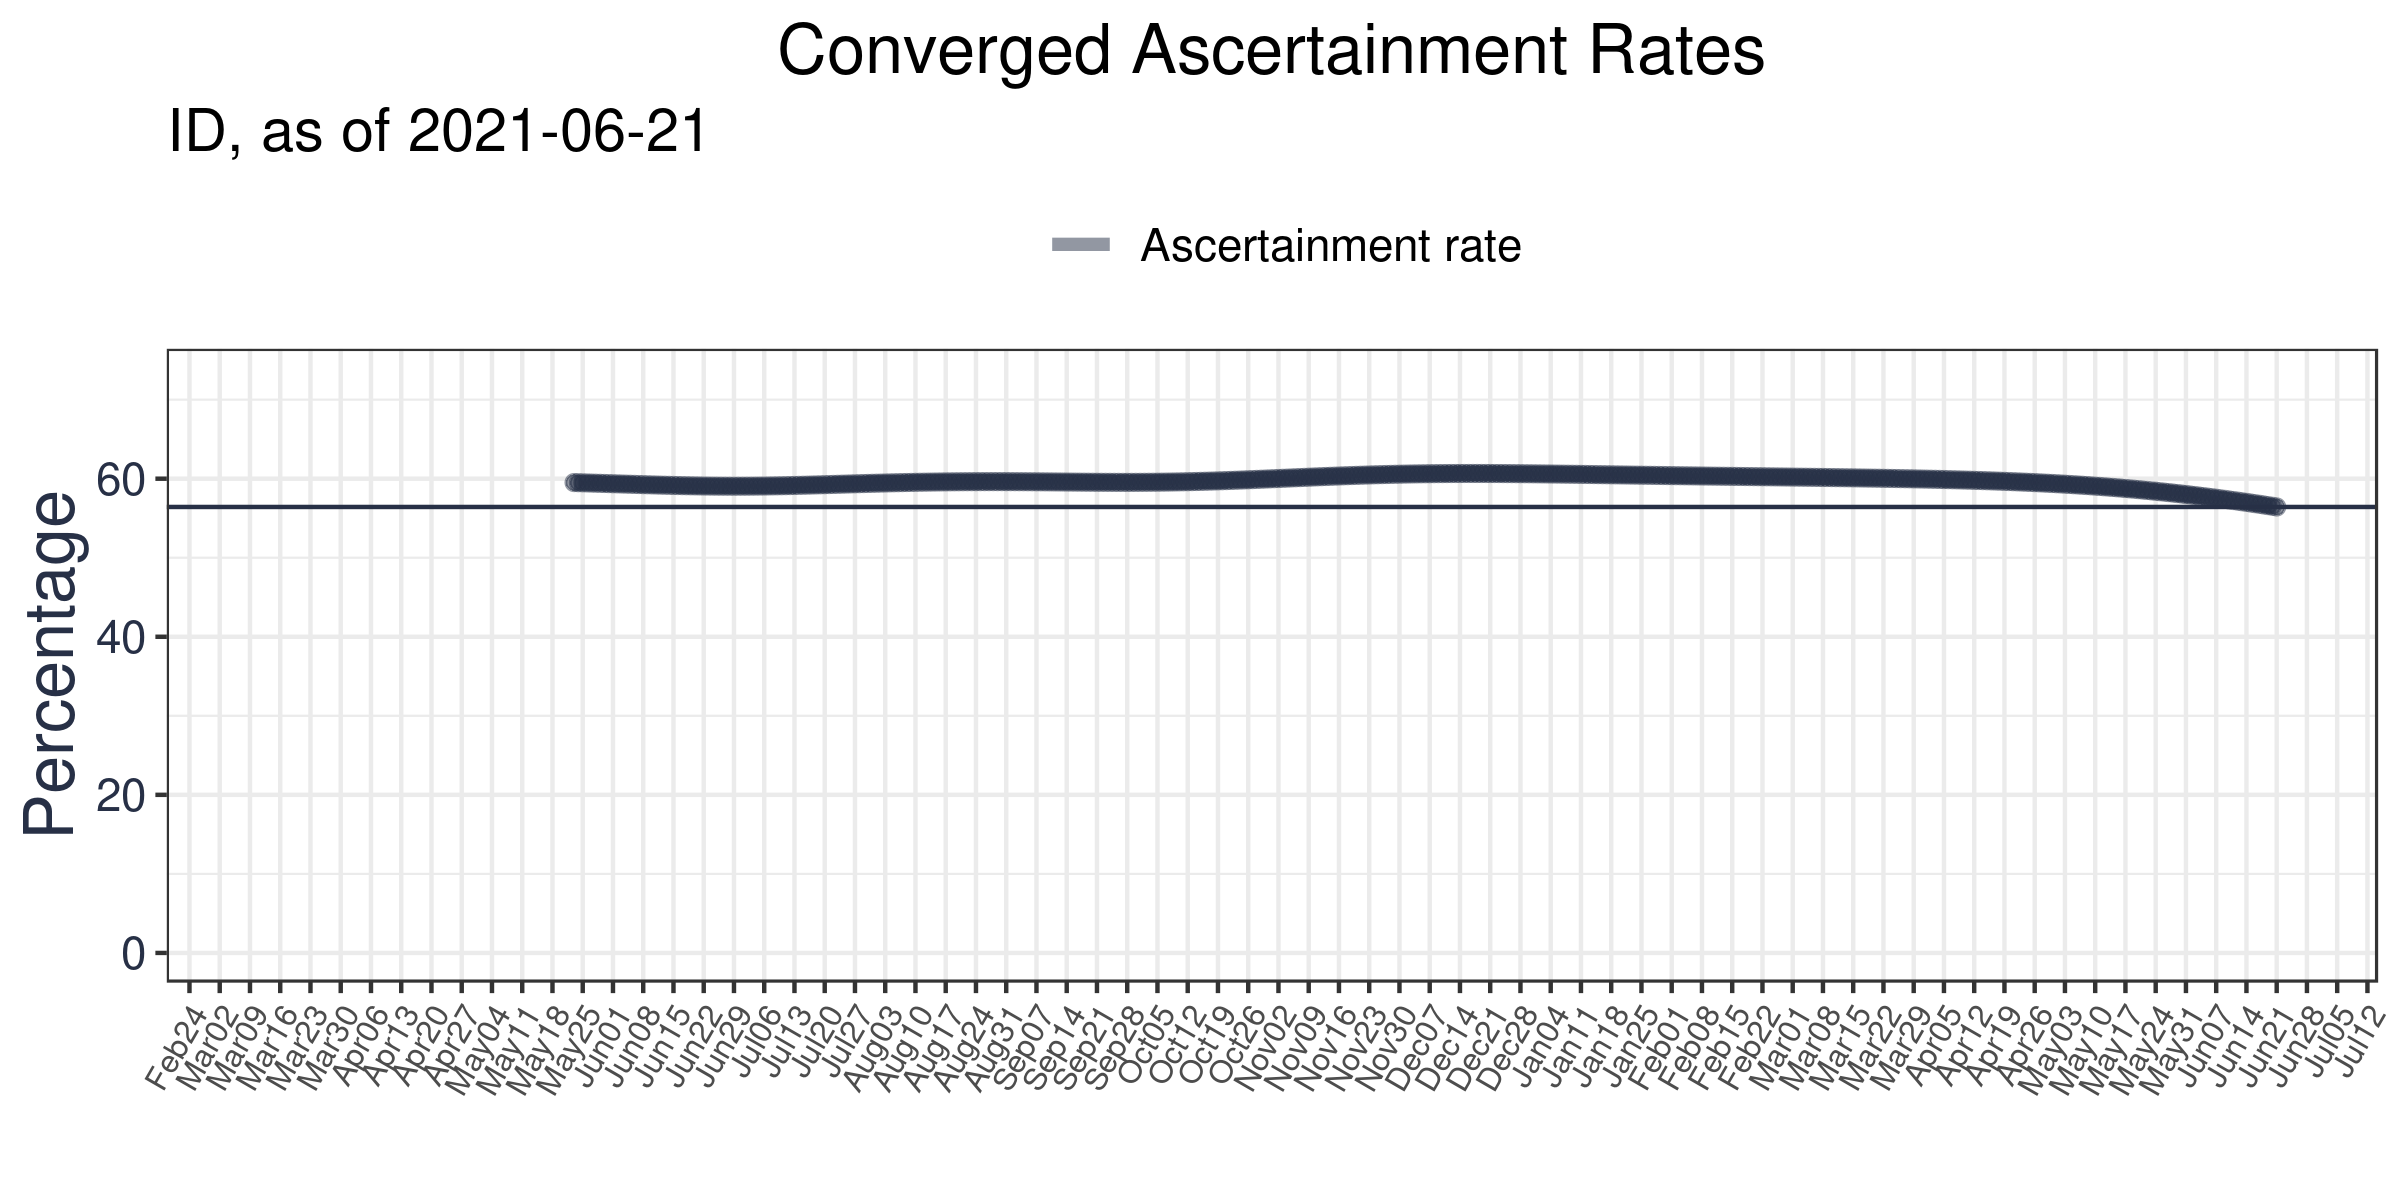 Converged Ascertainment Rates
ID, as of 2021-06-21
Ascertainment rate
Percentage
60
40
20
0
Feb24
Mar02
Mar09
Mar16
Mar23
Mar30
Apr06
Apr13
Apr20
Apr27
May04
May11
May18
May25
Jun01
Jun08
Jun15
Jun22
Jun29
Jul06
Jul13
Jul20
Jul27
Aug03
Aug10
Aug17
Aug24
Aug31
Sep07
Sep14
Sep21
Sep28
Oct05
Oct12
Oct19
Oct26
Nov02
Nov09
Nov16
Nov23
Nov30
Dec07
Dec14
Dec21
Dec28
Jan04
Jan11
Jan18
Jan25
Feb01
Feb08
Feb15
Feb22
Mar01
Mar08
Mar15
Mar22
Mar29
Apr05
Apr12
Apr19
Apr26
May03
May10
May17
May24
May31
Jun07
Jun14
Jun21
Jun28
Jul05
Jul12